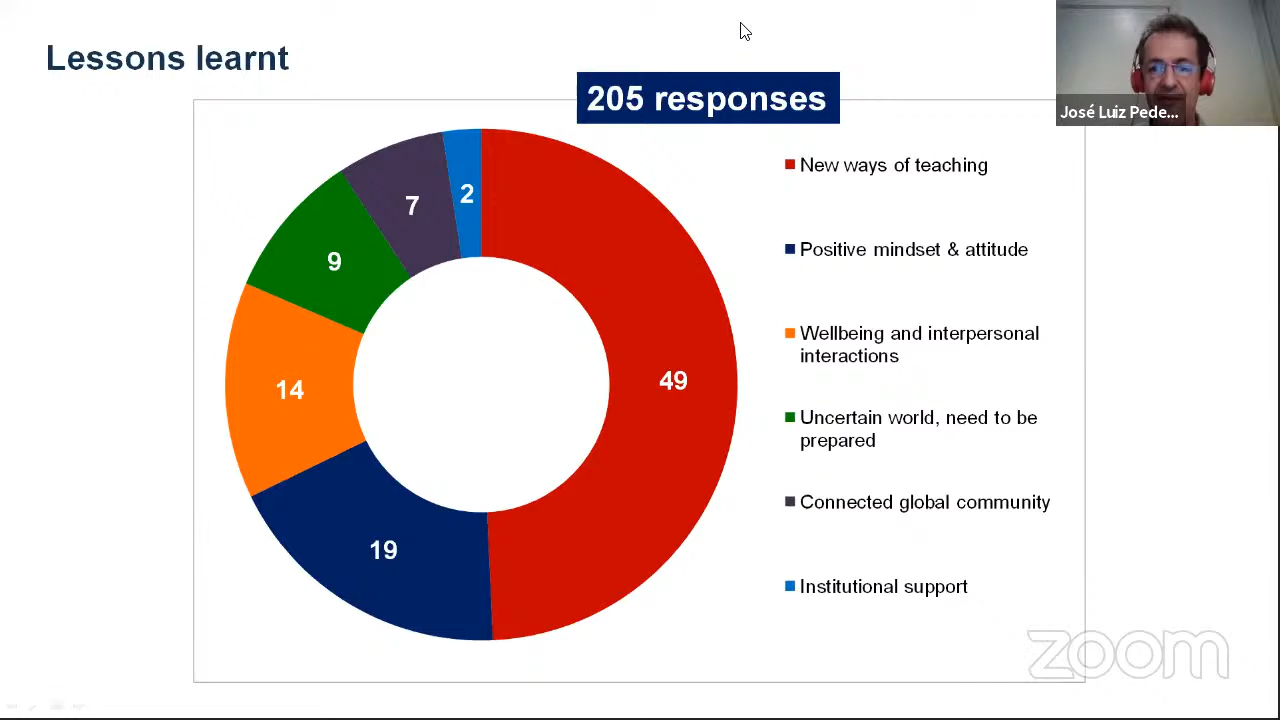 Lessons learnt
205 responses
José Luiz Pede...
New ways of teaching
Positive mindset & attitude
Wellbeing and interpersonal
interactions
Uncertain world, need to be
prepared
Connected global community
Institutional support
2
7
9
49
14
19
zoom